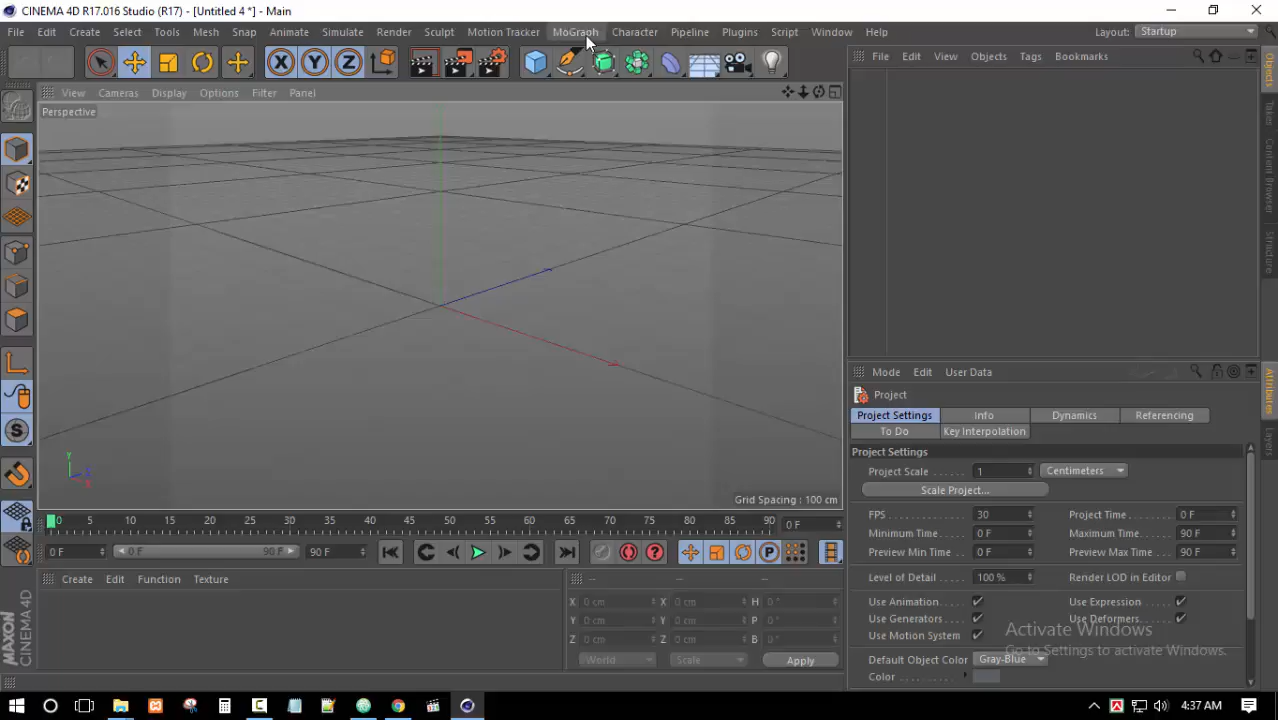 CINEMA 4D R17.016 Studio (R17) - [Untitled 4 *] - Main
File Edit Create Select Tools Mesh Snap Animate Simulate Render Sculpt Motion Tracker MoGraph Character Pipeline Plugins Script Window Help Layout: Startup
File Edit View Objects Tags Bookmarks
View Cameras Display Options Filter Panel
Perspective
Objects
Takes
Content Browser
Structure
Y
Z
X
Grid Spacing : 100 cm
Mode Edit User Data
Project
Project Settings Info Dynamics Referencing
To Do Key Interpolation
Project Settings
Project Scale 1 Centimeters
Scale Project...
FPS 30 Project Time 0 F
Minimum Time 0 F Maximum Time 90 F
Preview Min Time 0 F Preview Max Time 90 F
Level of Detail 100 % Render LOD in Editor
Use Animation Use Expression
Use Generators Use Deformers
Use Motion System
Default Object Color Gray-Blue
Color
Attributes
Layers
0 5 10 15 20 25 30 35 40 45 50 55 60 65 70 75 80 85 90 0 F
0 F 0 F 90 F 90 F
Create Edit Function Texture
-- -- --
X 0 cm X 0 cm H 0 °
Y 0 cm Y 0 cm P 0 °
Z 0 cm Z 0 cm B 0 °
World Scale Apply
MAXON
CINEMA 4D
Activate Windows
Go to Settings to activate Windows.
4:37 AM